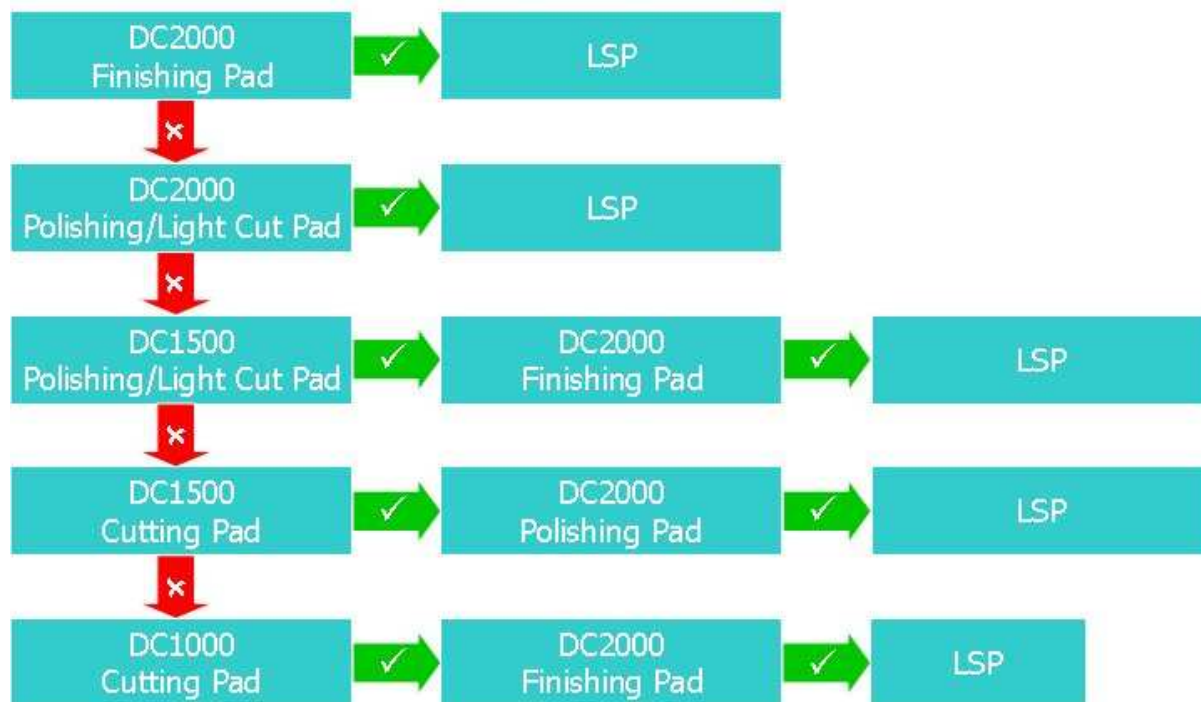 DC2000
Finishing Pad
LSP
DC2000
Polishing/Light Cut Pad
LSP
DC1500
Polishing/Light Cut Pad
DC2000
Finishing Pad
LSP
DC1500
Cutting Pad
DC2000
Polishing Pad
LSP
DC1000
Cutting Pad
DC2000
Finishing Pad
LSP